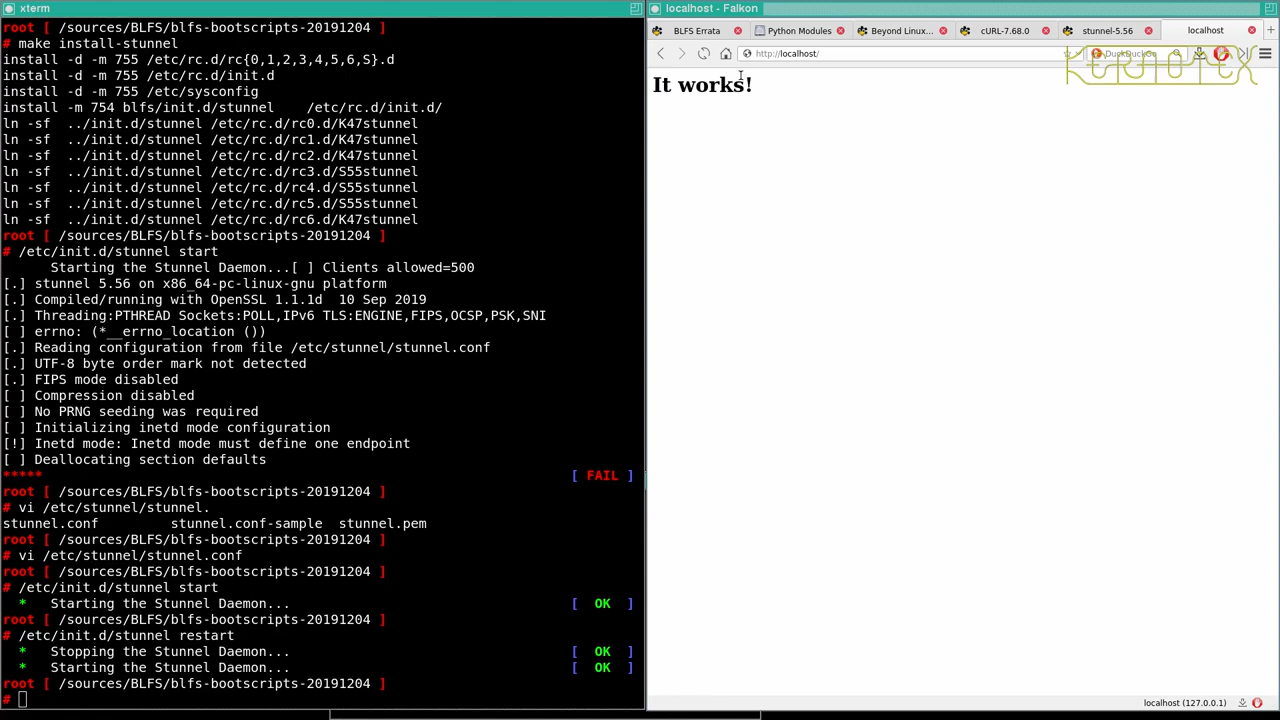 xterm
root [ /sources/BLFS/blfs-bootscripts-20191204 ]
# make install-stunnel
install -d -m 755 /etc/rc.d/rc{0,1,2,3,4,5,6,S}.d
install -d -m 755 /etc/rc.d/init.d
install -d -m 755 /etc/sysconfig
install -m 754 blfs/init.d/stunnel    /etc/rc.d/init.d/
ln -sf  ../init.d/stunnel /etc/rc.d/rc0.d/K47stunnel
ln -sf  ../init.d/stunnel /etc/rc.d/rc1.d/K47stunnel
ln -sf  ../init.d/stunnel /etc/rc.d/rc2.d/K47stunnel
ln -sf  ../init.d/stunnel /etc/rc.d/rc3.d/S55stunnel
ln -sf  ../init.d/stunnel /etc/rc.d/rc4.d/S55stunnel
ln -sf  ../init.d/stunnel /etc/rc.d/rc5.d/S55stunnel
ln -sf  ../init.d/stunnel /etc/rc.d/rc6.d/K47stunnel
root [ /sources/BLFS/blfs-bootscripts-20191204 ]
# /etc/init.d/stunnel start
Starting the Stunnel Daemon...[ ] Clients allowed=500
[.] stunnel 5.56 on x86_64-pc-linux-gnu platform
[.] Compiled/running with OpenSSL 1.1.1d  10 Sep 2019
[.] Threading:PTHREAD Sockets:POLL,IPv6 TLS:ENGINE,FIPS,OCSP,PSK,SNI
[ ] errno: (*__errno_location ())
[.] Reading configuration from file /etc/stunnel/stunnel.conf
[.] UTF-8 byte order mark not detected
[.] FIPS mode disabled
[ ] Compression disabled
[ ] No PRNG seeding was required
[ ] Initializing inetd mode configuration
[!] Inetd mode: Inetd mode must define one endpoint
[ ] Deallocating section defaults
***** [ FAIL ]
root [ /sources/BLFS/blfs-bootscripts-20191204 ]
# vi /etc/stunnel/stunnel.
stunnel.conf         stunnel.conf-sample  stunnel.pem
root [ /sources/BLFS/blfs-bootscripts-20191204 ]
# vi /etc/stunnel/stunnel.conf
root [ /sources/BLFS/blfs-bootscripts-20191204 ]
# /etc/init.d/stunnel start
*   Starting the Stunnel Daemon... [  OK  ]
root [ /sources/BLFS/blfs-bootscripts-20191204 ]
# /etc/init.d/stunnel restart
*   Stopping the Stunnel Daemon... [  OK  ]
*   Starting the Stunnel Daemon... [  OK  ]
root [ /sources/BLFS/blfs-bootscripts-20191204 ]
#
localhost - Falkon
BLFS Errata Python Modules Beyond Linux... cURL-7.68.0 stunnel-5.56 localhost
http://localhost/ DuckDuckGo
It works!
localhost (127.0.0.1)